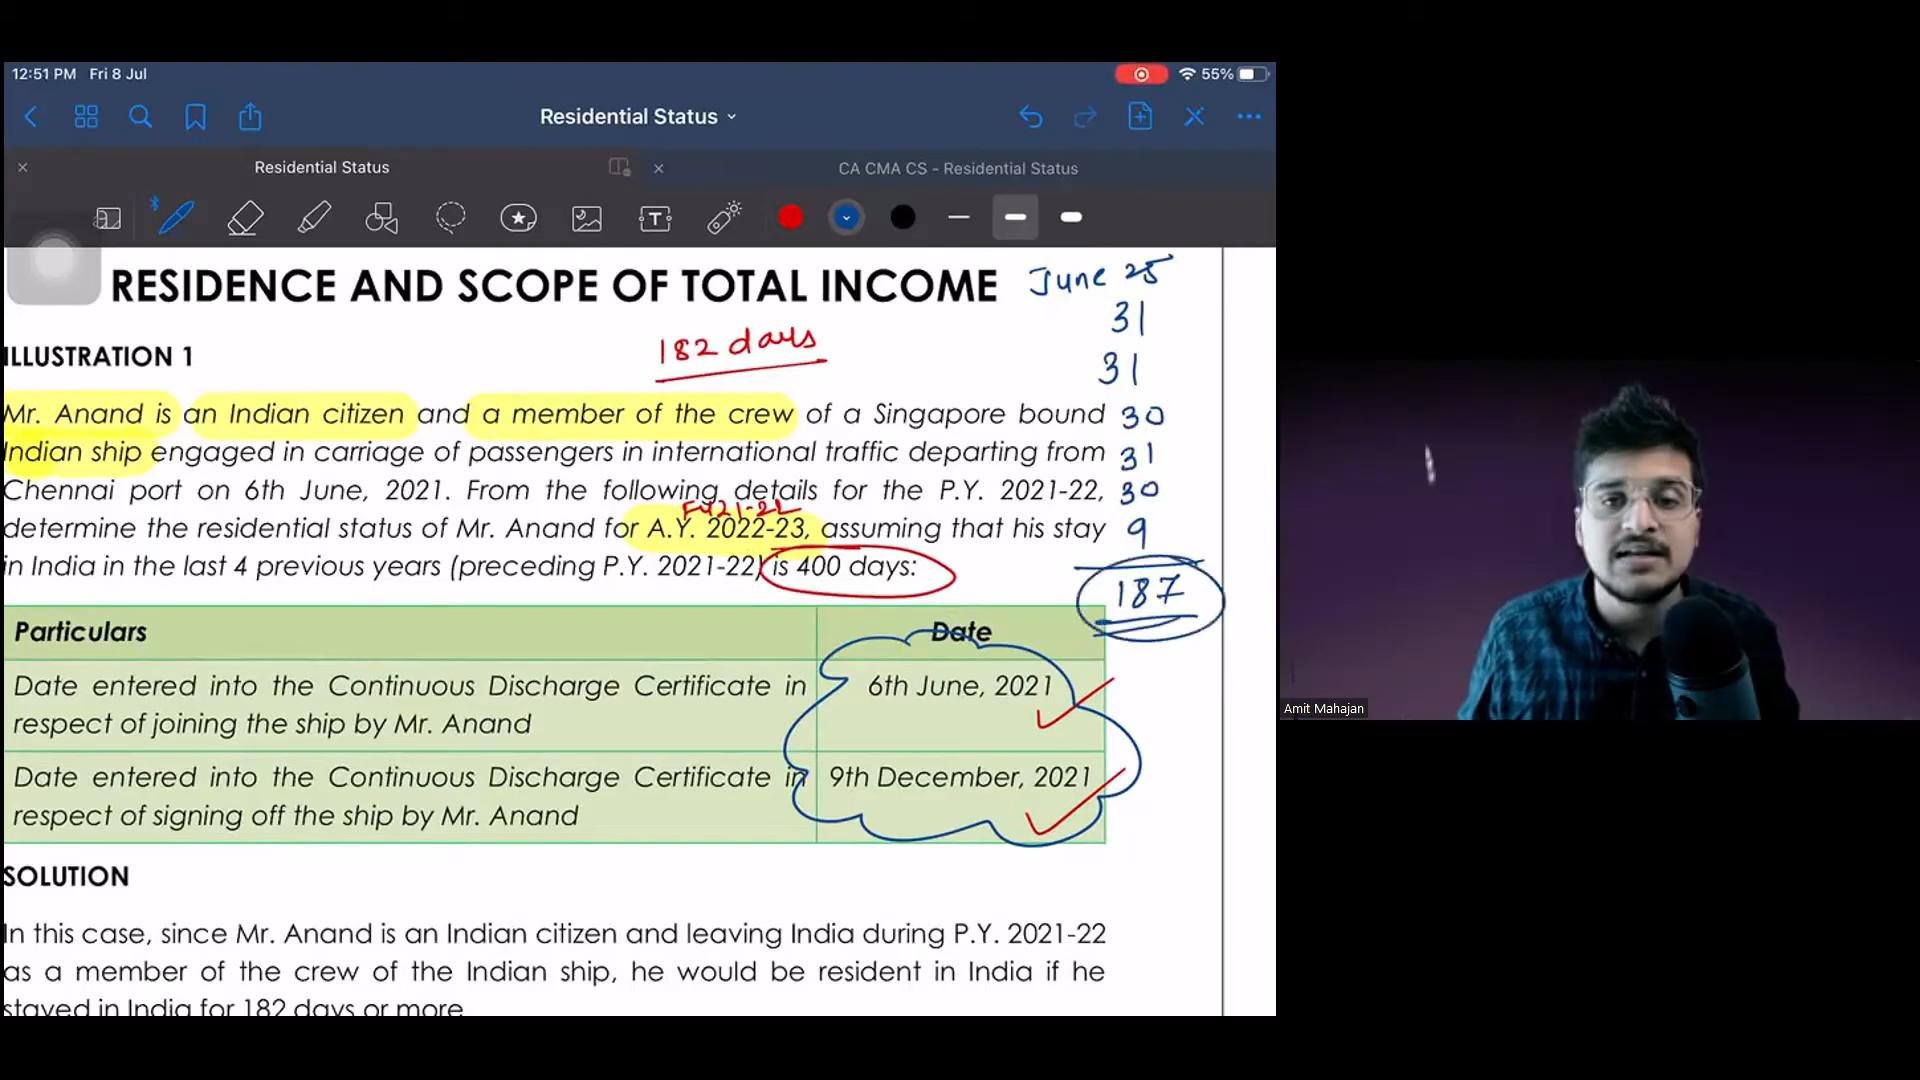 12:51 PM Fri 8 Jul
55%
Residential Status
Residential Status
CA CMA CS - Residential Status
RESIDENCE AND SCOPE OF TOTAL INCOME
June 25
31
31
30
31
30
9
187
ILLUSTRATION 1
182 days
Mr. Anand is an Indian citizen and a member of the crew of a Singapore bound
Indian ship engaged in carriage of passengers in international traffic departing from
Chennai port on 6th June, 2021. From the following details for the P.Y. 2021-22,
FY21-22
determine the residential status of Mr. Anand for A.Y. 2022-23, assuming that his stay
in India in the last 4 previous years (preceding P.Y. 2021-22) is 400 days:
Particulars Date
Date entered into the Continuous Discharge Certificate in 6th June, 2021
respect of joining the ship by Mr. Anand
Date entered into the Continuous Discharge Certificate in 9th December, 2021
respect of signing off the ship by Mr. Anand
SOLUTION
In this case, since Mr. Anand is an Indian citizen and leaving India during P.Y. 2021-22
as a member of the crew of the Indian ship, he would be resident in India if he
stayed in India for 182 days or more
Amit Mahajan